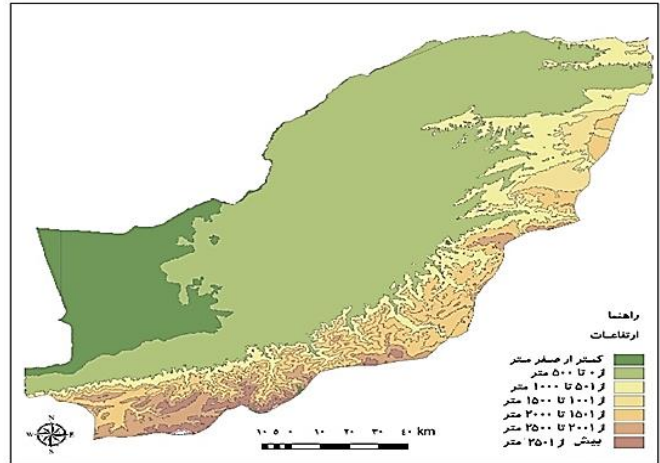 راهنما
ارتفاعات
کمتر از صفر متر
از ۰ تا ۵۰۰ متر
از ۵۰۱ تا ۱۰۰۰ متر
از ۱۰۰۱ تا ۱۵۰۰ متر
از ۱۵۰۱ تا ۲۰۰۰ متر
از ۲۰۰۱ تا ۲۵۰۰ متر
بیش از ۲۵۰۱ متر
N
W E
S
۱۰ ۵ ۰ ۱۰ ۲۰ ۳۰ ۴۰ km